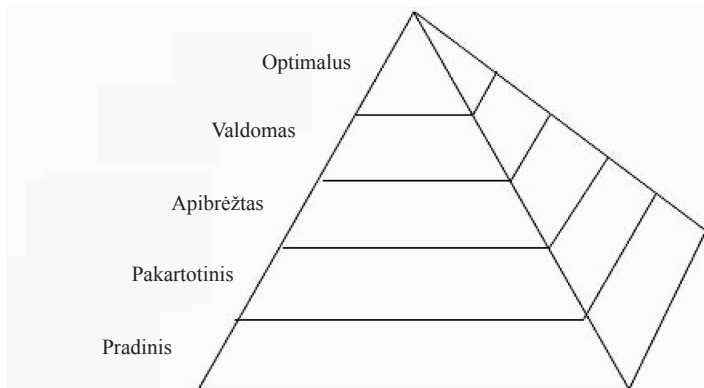 Optimalus
Valdomas
Apibrėžtas
Pakartotinis
Pradinis